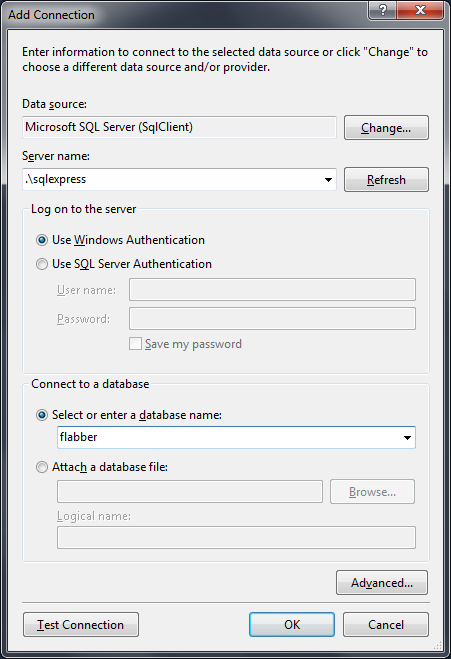 Add Connection
Enter information to connect to the selected data source or click "Change" to
choose a different data source and/or provider.
Data source:
Microsoft SQL Server (SqlClient)
Change...
Server name:
.\sqlexpress
Refresh
Log on to the server
Use Windows Authentication
Use SQL Server Authentication
User name:
Password:
Save my password
Connect to a database
Select or enter a database name:
flabber
Attach a database file:
Browse...
Logical name:
Advanced...
Test Connection
OK
Cancel